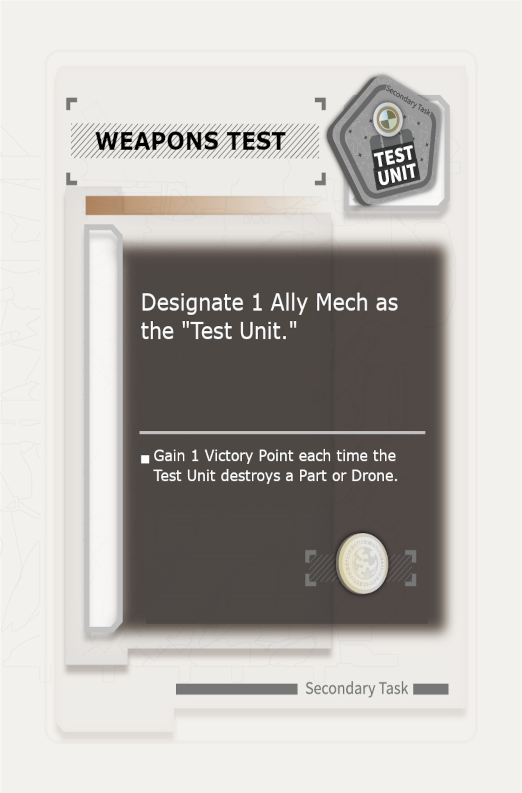 Secondary Task
WEAPONS TEST
TEST
UNIT
Designate 1 Ally Mech as
the "Test Unit."
■ Gain 1 Victory Point each time the
Test Unit destroys a Part or Drone.
Secondary Task